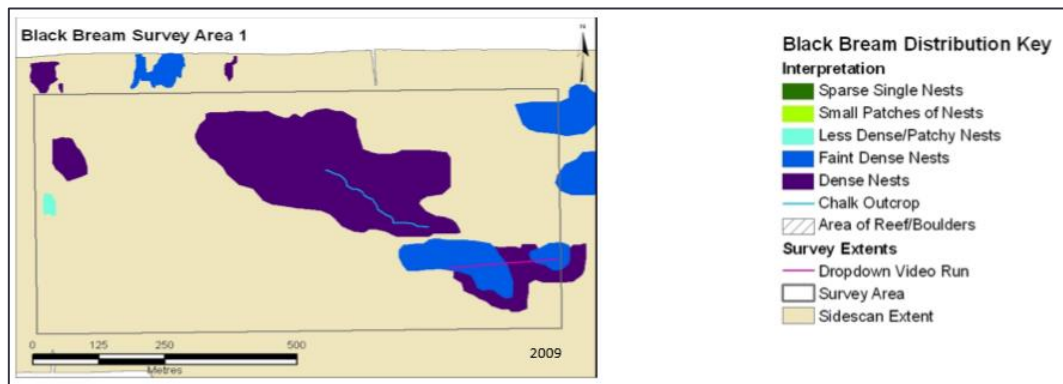 Black Bream Survey Area 1
N
0 125 250 500
Metres
2009
Black Bream Distribution Key
Interpretation
Sparse Single Nests
Small Patches of Nests
Less Dense/Patchy Nests
Faint Dense Nests
Dense Nests
Chalk Outcrop
Area of Reef/Boulders
Survey Extents
Dropdown Video Run
Survey Area
Sidescan Extent